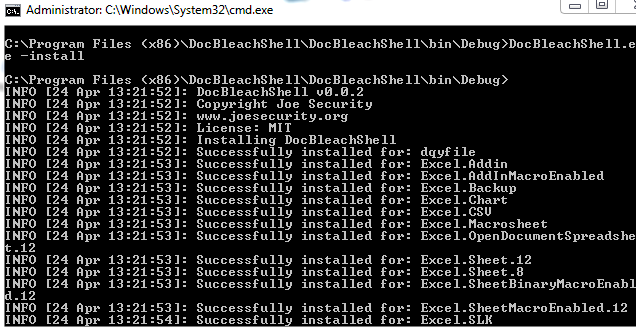 Administrator: C:\Windows\System32\cmd.exe
C:\Program Files (x86)\DocBleachShell\DocBleachShell\bin\Debug>DocBleachShell.e
e -install
C:\Program Files (x86)\DocBleachShell\DocBleachShell\bin\Debug>
INFO [24 Apr 13:21:52]: DocBleachShell v0.0.2
INFO [24 Apr 13:21:52]: Copyright Joe Security
INFO [24 Apr 13:21:52]: www.joesecurity.org
INFO [24 Apr 13:21:52]: License: MIT
INFO [24 Apr 13:21:52]: Installing DocBleachShell
INFO [24 Apr 13:21:52]: Successfully installed for: dqyfile
INFO [24 Apr 13:21:53]: Successfully installed for: Excel.Addin
INFO [24 Apr 13:21:53]: Successfully installed for: Excel.AddInMacroEnabled
INFO [24 Apr 13:21:53]: Successfully installed for: Excel.Backup
INFO [24 Apr 13:21:53]: Successfully installed for: Excel.Chart
INFO [24 Apr 13:21:53]: Successfully installed for: Excel.CSV
INFO [24 Apr 13:21:53]: Successfully installed for: Excel.Macrosheet
INFO [24 Apr 13:21:53]: Successfully installed for: Excel.OpenDocumentSpreadshe
t.12
INFO [24 Apr 13:21:53]: Successfully installed for: Excel.Sheet.12
INFO [24 Apr 13:21:53]: Successfully installed for: Excel.Sheet.8
INFO [24 Apr 13:21:53]: Successfully installed for: Excel.SheetBinaryMacroEnabl
d.12
INFO [24 Apr 13:21:53]: Successfully installed for: Excel.SheetMacroEnabled.12
INFO [24 Apr 13:21:54]: Successfully installed for: Excel.SLK